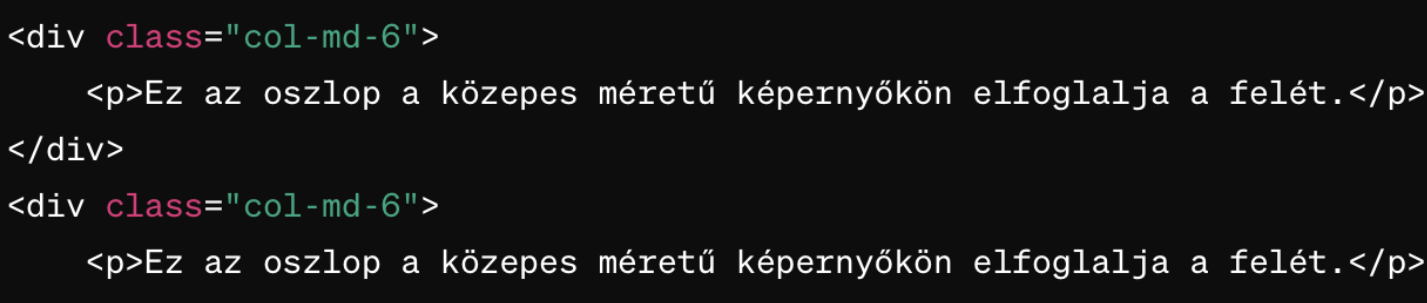 <div class="col-md-6">
    <p>Ez az oszlop a közepes méretű képernyőkön elfoglalja a felét.</p>
</div>
<div class="col-md-6">
    <p>Ez az oszlop a közepes méretű képernyőkön elfoglalja a felét.</p>